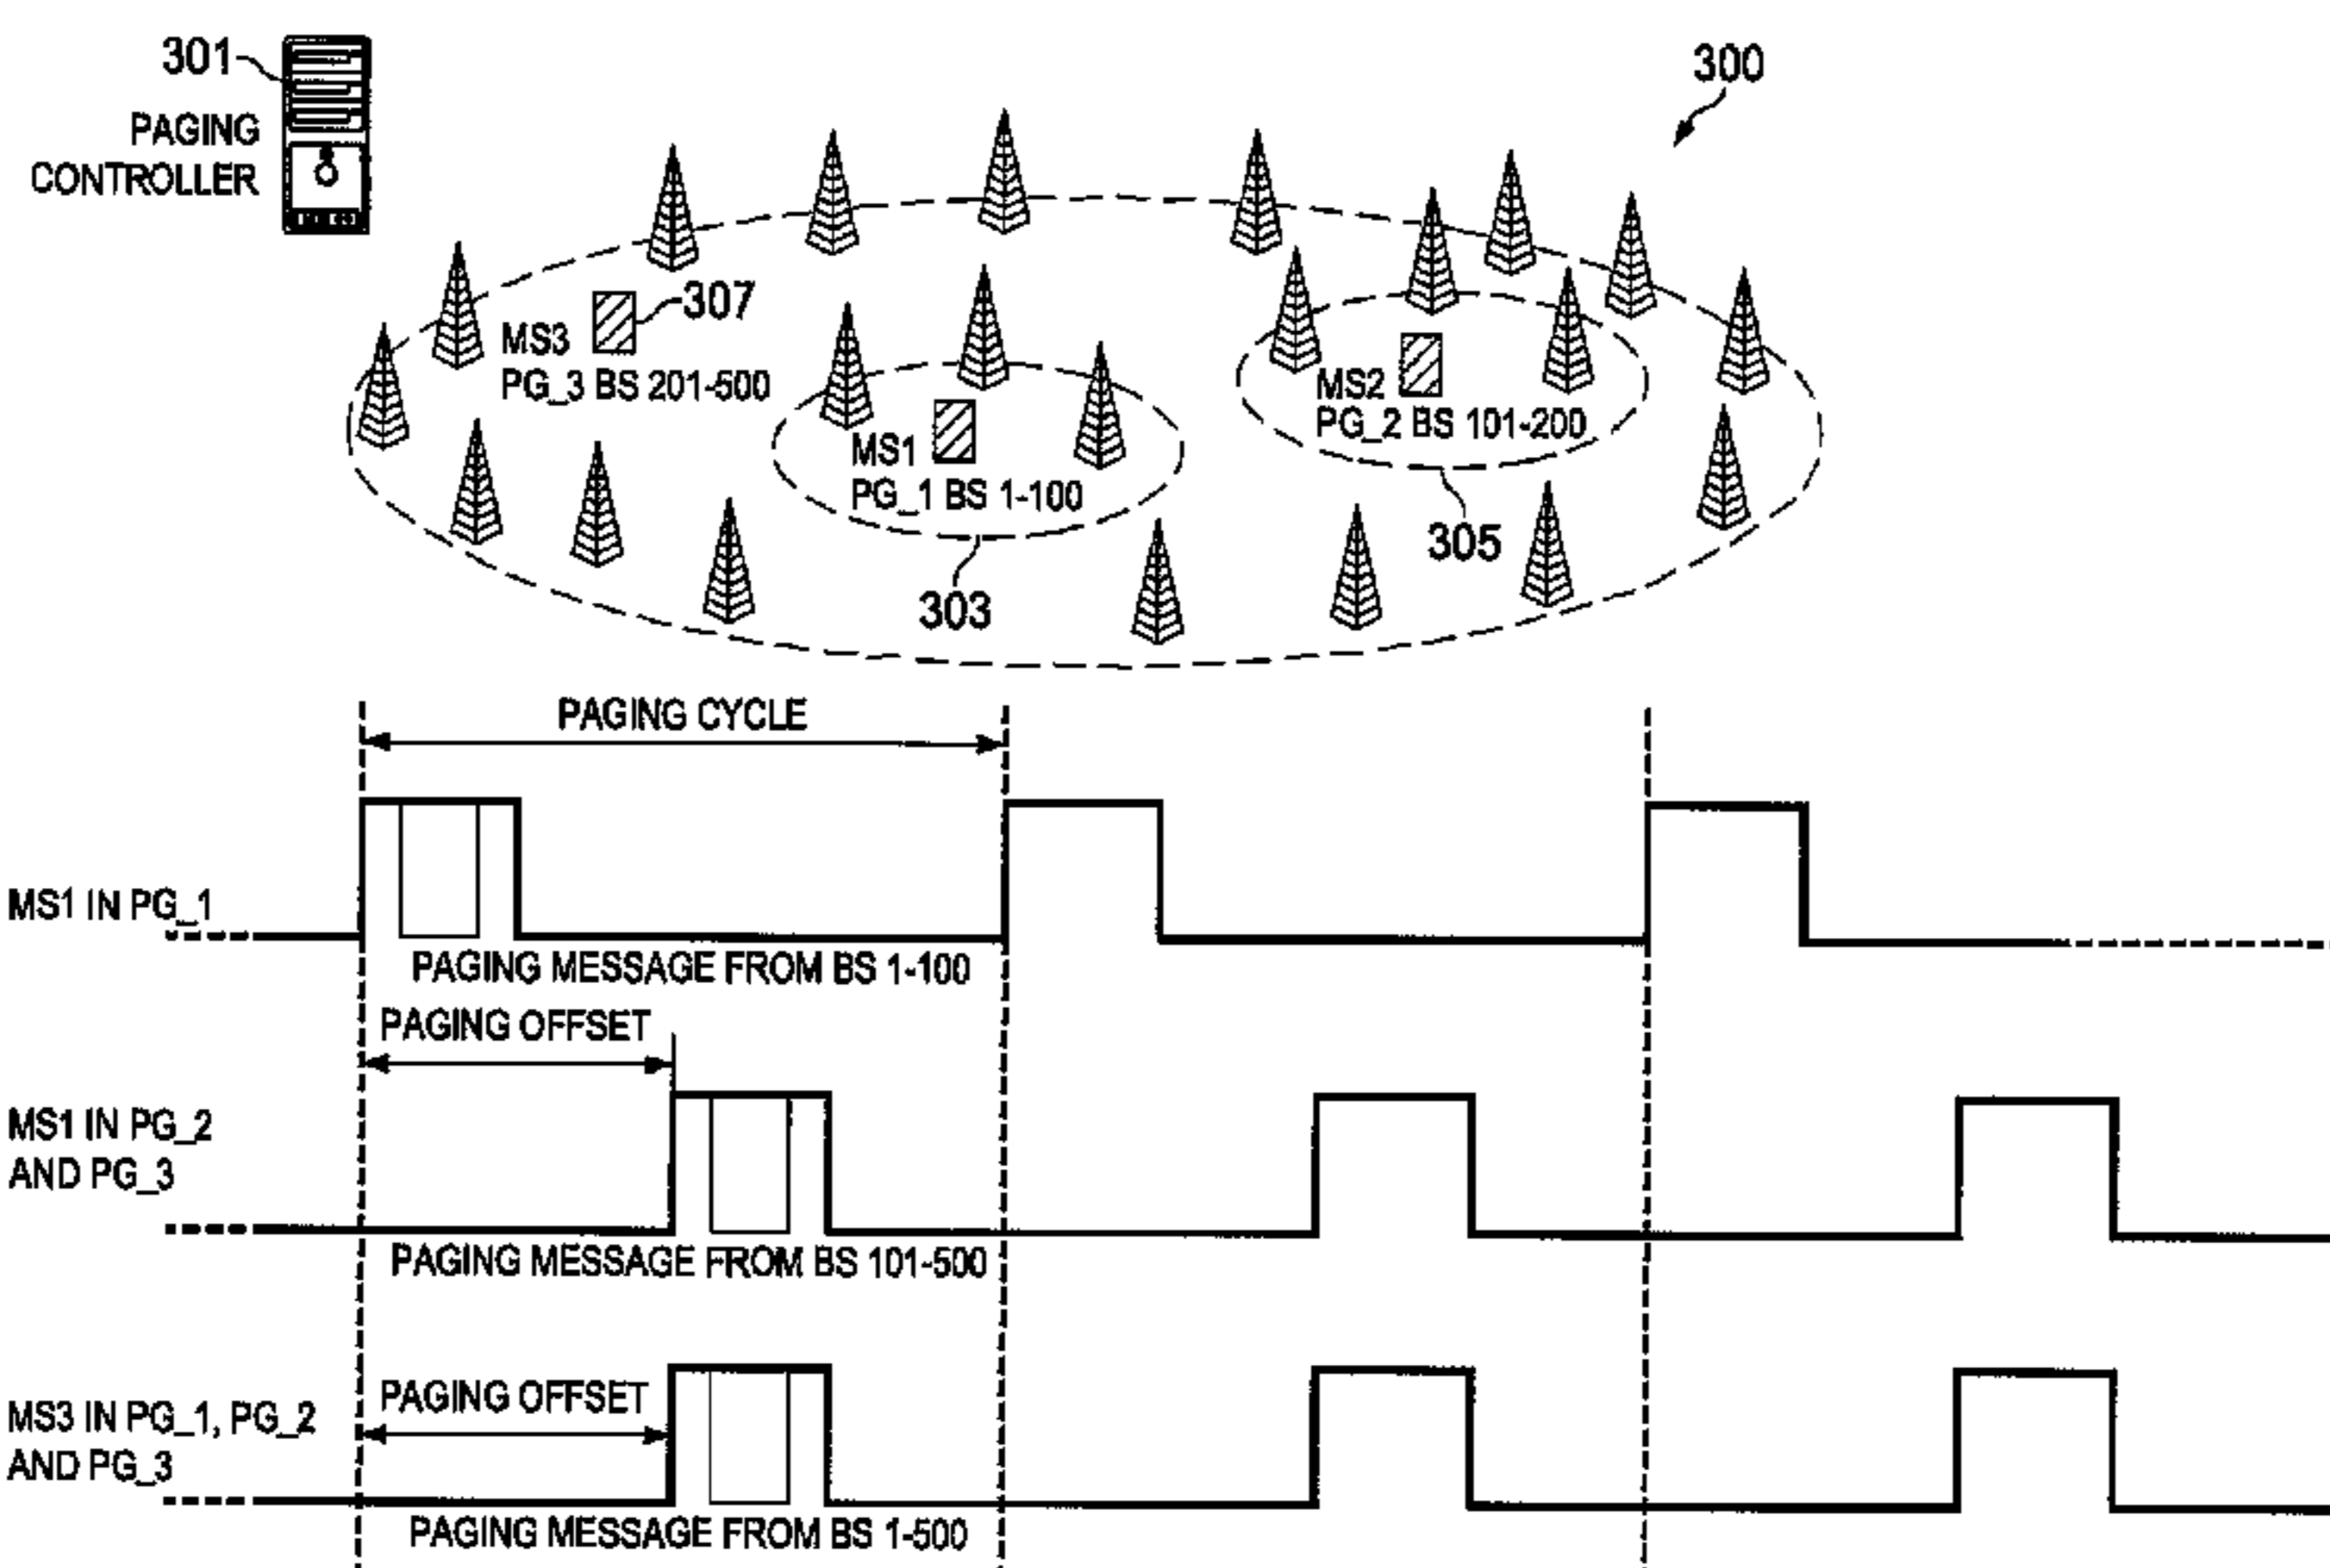 301
PAGING
CONTROLLER
300
307
MS3
PG_3 BS 201-500
MS2
PG_2 BS 101-200
MS1
PG_1 BS 1-100
305
303
PAGING CYCLE
MS1 IN PG_1
PAGING MESSAGE FROM BS 1-100
PAGING OFFSET
MS1 IN PG_2
AND PG_3
PAGING MESSAGE FROM BS 101-500
PAGING OFFSET
MS3 IN PG_1, PG_2
AND PG_3
PAGING MESSAGE FROM BS 1-500